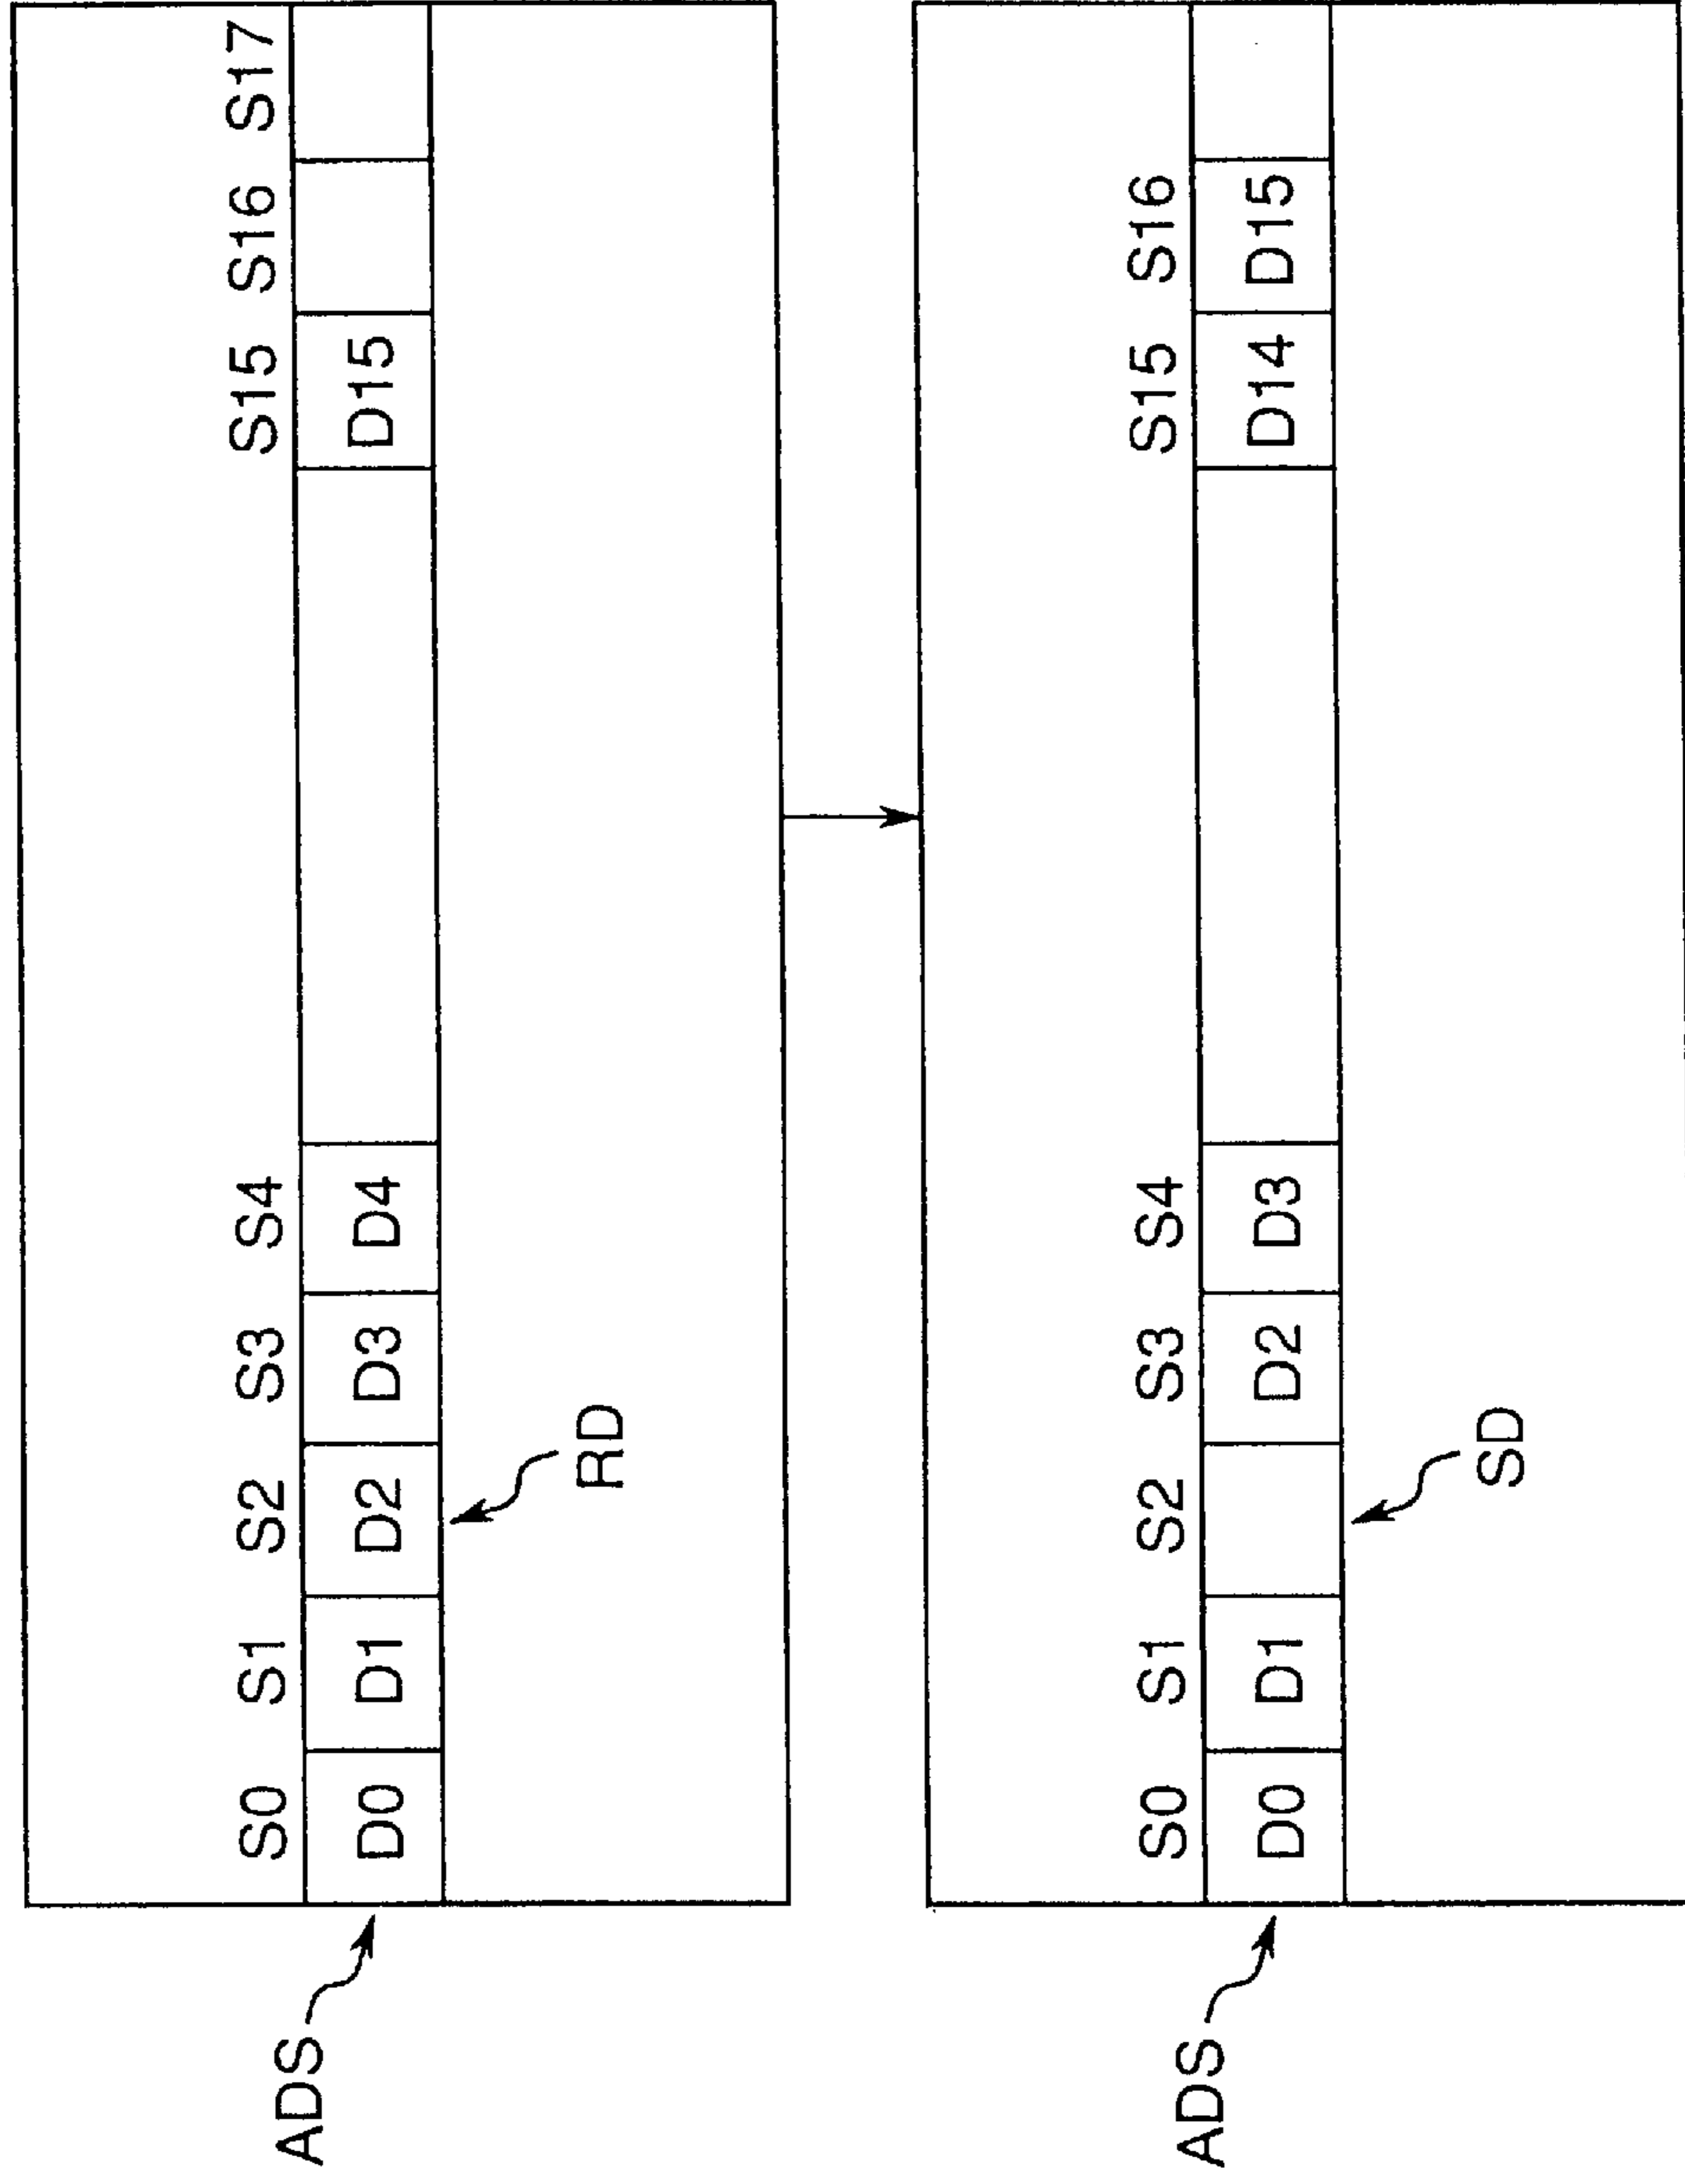 S0 S1 S2 S3 S4 S15 S16 S17
ADS D0 D1 D2 D3 D4 D15
RD
S0 S1 S2 S3 S4 S15 S16
ADS D0 D1 D2 D3 D14 D15
SD